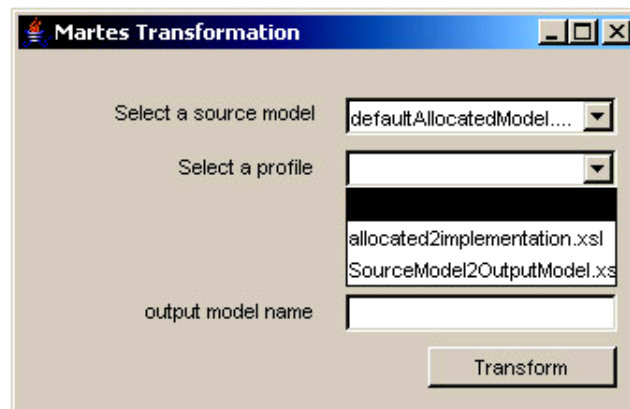 Martes Transformation
Select a source model
defaultAllocatedModel....
Select a profile
allocated2implementation.xsl
SourceModel2OutputModel.xs
output model name
Transform